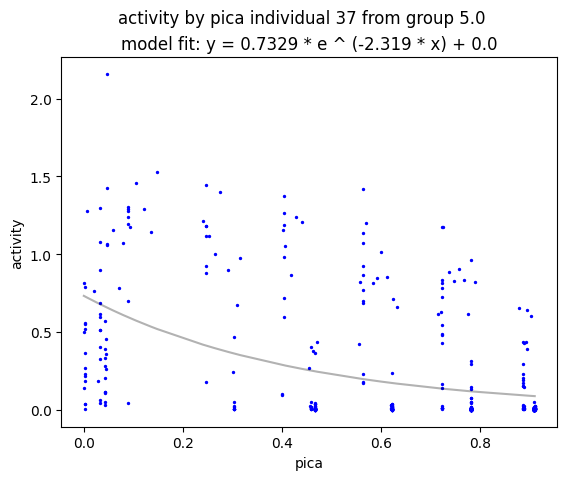 activity by pica individual 37 from group 5.0
model fit: y = 0.7329 * e ^ (-2.319 * x) + 0.0
2.0
1.5
1.0
0.5
0.0
activity
0.0 0.2 0.4 0.6 0.8
pica